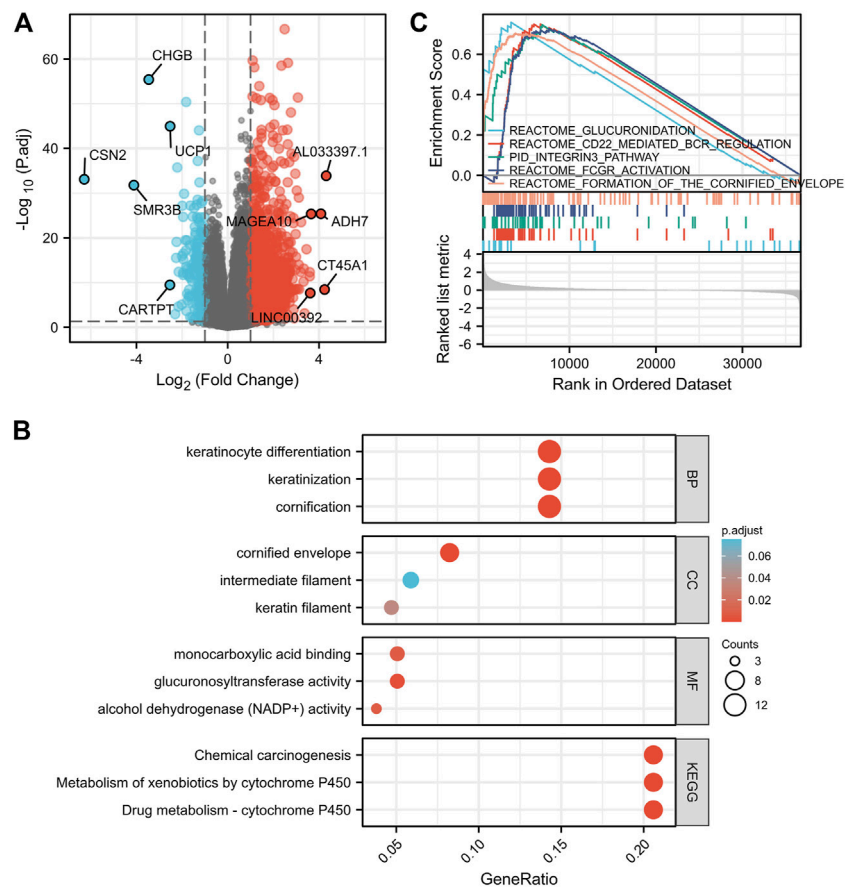 A
-Log 10 (P.adj)
60
40
20
0
CHGB
UCP1
CSN2
SMR3B
CARTPT
AL033397.1
MAGEA10
ADH7
CT45A1
LINC00392
-4
0
4
Log2 (Fold Change)
C
Enrichment Score
0.6
0.4
0.2
0.0
REACTOME_GLUCURONIDATION
REACTOME_CD22_MEDIATED_BCR_REGULATION
PID_INTEGRIN3_PATHWAY
REACTOME_FCGR_ACTIVATION
REACTOME_FORMATION_OF_THE_CORNIFIED_ENVELOPE
Ranked list metric
4
2
0
-2
-4
-6
10000
20000
30000
Rank in Ordered Dataset
B
keratinocyte differentiation
keratinization
cornification
BP
cornified envelope
intermediate filament
keratin filament
CC
monocarboxylic acid binding
glucuronosyltransferase activity
alcohol dehydrogenase (NADP+) activity
MF
Chemical carcinogenesis
Metabolism of xenobiotics by cytochrome P450
Drug metabolism - cytochrome P450
KEGG
0.05
0.10
0.15
0.20
GeneRatio
p.adjust
0.06
0.04
0.02
Counts
3
8
12